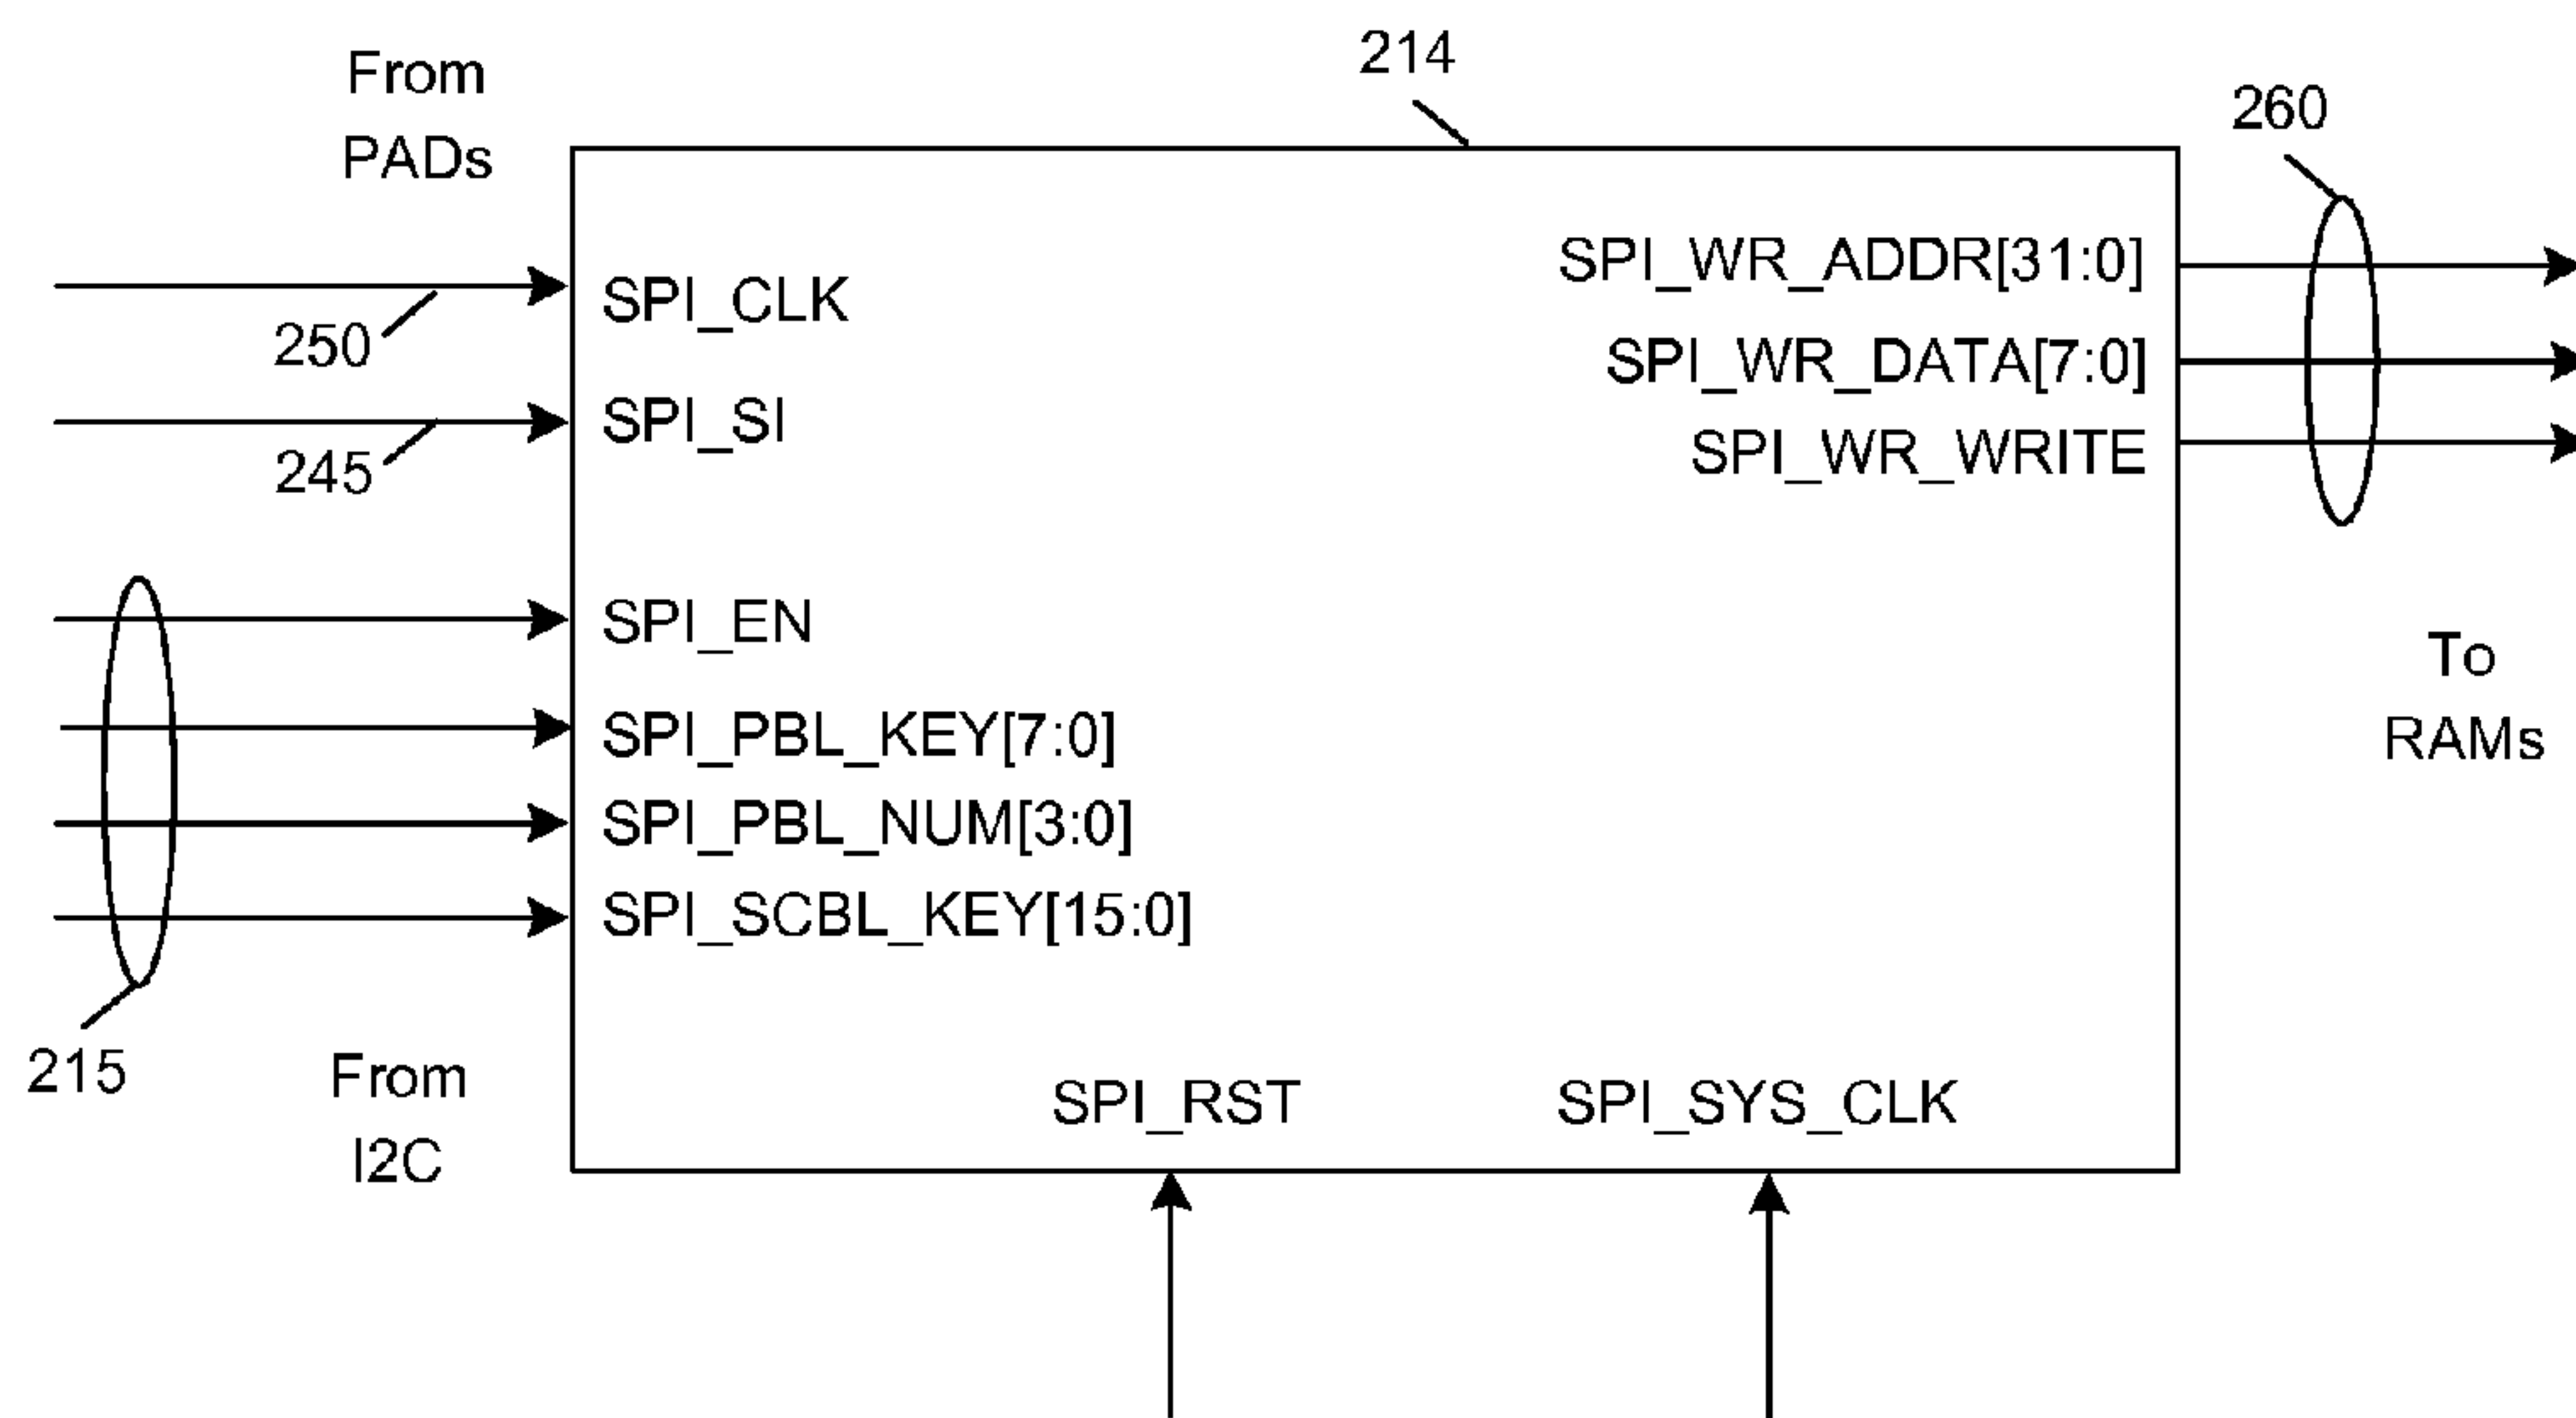 214
From
PADs
260
SPI_WR_ADDR[31:0]
SPI_CLK
250
SPI_WR_DATA[7:0]
SPI_SI
SPI_WR_WRITE
245
SPI_EN
To
RAMs
SPI_PBL_KEY[7:0]
SPI_PBL_NUM[3:0]
SPI_SCBL_KEY[15:0]
215
From
I2C
SPI_RST
SPI_SYS_CLK